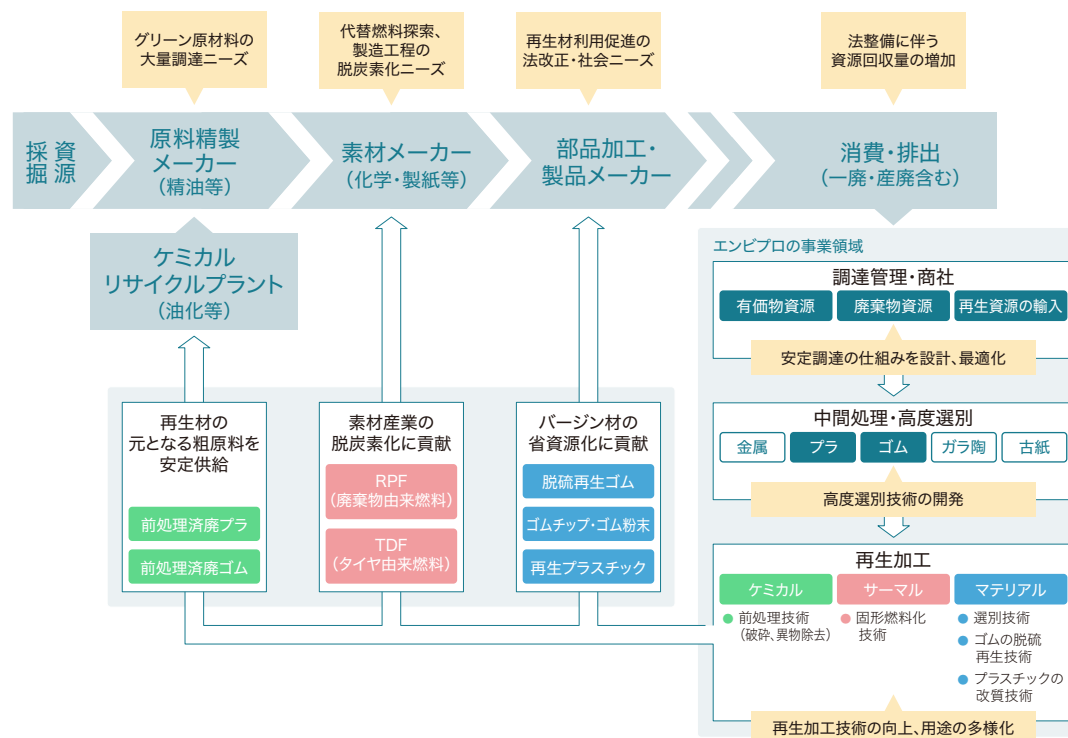 グリーン原材料の
大量調達ニーズ
代替燃料探索、
製造工程の
脱炭素化ニーズ
再生材利用促進の
法改正・社会ニーズ
法整備に伴う
資源回収量の増加
資源
採掘
原料精製
メーカー
（精油等）
素材メーカー
（化学・製紙等）
部品加工・
製品メーカー
消費・排出
（一廃・産廃含む）
ケミカル
リサイクルプラント
（油化等）
エンビプロの事業領域
調達管理・商社
有価物資源
廃棄物資源
再生資源の輸入
安定調達の仕組みを設計、最適化
中間処理・高度選別
金属
プラ
ゴム
ガラ陶
古紙
高度選別技術の開発
再生加工
ケミカル
サーマル
マテリアル
● 前処理技術
（破砕、異物除去）
● 固形燃料化
技術
● 選別技術
● ゴムの脱硫
再生技術
● プラスチックの
改質技術
再生加工技術の向上、用途の多様化
再生材の
元となる粗原料を
安定供給
前処理済廃プラ
前処理済廃ゴム
素材産業の
脱炭素化に貢献
RPF
（廃棄物由来燃料）
TDF
（タイヤ由来燃料）
バージン材の
省資源化に貢献
脱硫再生ゴム
ゴムチップ・ゴム粉末
再生プラスチック